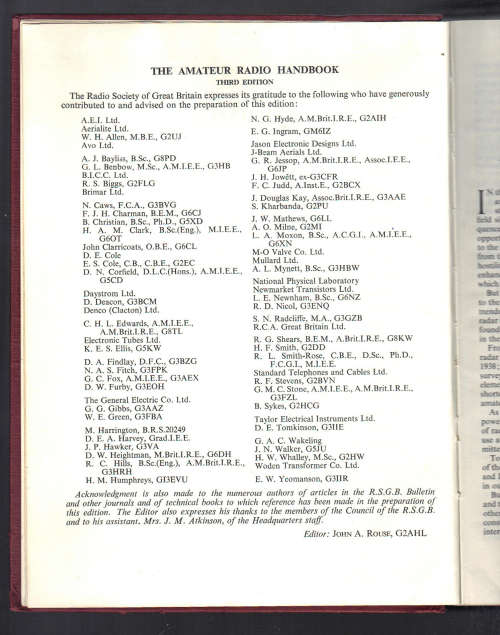 THE AMATEUR RADIO HANDBOOK
THIRD EDITION
The Radio Society of Great Britain expresses its gratitude to the following who have generously
contributed to and advised on the preparation of this edition:
A.E.I. Ltd.
Aerialite Ltd.
W. H. Allen, M.B.E., G2UJ
Avo Ltd.
A. J. Bayliss, B.Sc., G8PD
G. L. Benbow, M.Sc., A.M.I.E.E., G3HB
B.I.C.C. Ltd.
R. S. Biggs, G2FLG
Brimar Ltd.
N. Caws, F.C.A., G3BVG
F. J. H. Charman, B.E.M., G6CJ
B. Christian, B.Sc., Ph.D., G5XD
H. A. M. Clark, B.Sc.(Eng.), M.I.E.E.,
G6OT
John Clarricoats, O.B.E., G6CL
D. E. Cole
E. S. Cole, C.B., C.B.E., G2EC
D. N. Corfield, D.L.C.(Hons.), A.M.I.E.E.,
G5CD
Daystrom Ltd.
D. Deacon, G3BCM
Denco (Clacton) Ltd.
C. H. L. Edwards, A.M.I.E.E.,
A.M.Brit.I.R.E., G8TL
Electronic Tubes Ltd.
K. E. S. Ellis, G5KW
D. A. Findlay, D.F.C., G3BZG
N. A. S. Fitch, G3FPK
G. C. Fox, A.M.I.E.E., G3AEX
D. W. Furby, G3EOH
The General Electric Co. Ltd.
G. G. Gibbs, G3AAZ
W. E. Green, G3FBA
M. Harrington, B.R.S.20249
D. E. A. Harvey, Grad.I.E.E.
J. P. Hawker, G3VA
D. W. Heightman, M.Brit.I.R.E., G6DH
R. C. Hills, B.Sc.(Eng.), A.M.Brit.I.R.E.,
G3HRH
H. M. Humphreys, GI3EVU
N. G. Hyde, A.M.Brit.I.R.E., G2AIH
E. G. Ingram, GM6IZ
Jason Electronic Designs Ltd.
J-Beam Aerials Ltd.
G. R. Jessop, A.M.Brit.I.R.E., Assoc.I.E.E.,
G6JP
J. H. Jowett, ex-G3CFR
F. C. Judd, A.Inst.E., G2BCX
J. Douglas Kay, Assoc.Brit.I.R.E., G3AAE
S. Kharbanda, G2PU
J. W. Mathews, G6LL
A. O. Milne, G2MI
L. A. Moxon, B.Sc., A.C.G.I., A.M.I.E.E.,
G6XN
M-O Valve Co. Ltd.
Mullard Ltd.
A. L. Mynett, B.Sc., G3HBW
National Physical Laboratory
Newmarket Transistors Ltd.
L. E. Newnham, B.Sc., G6NZ
R. D. Nicol, G3ENQ
S. N. Radcliffe, M.A., G3GZB
R.C.A. Great Britain Ltd.
R. G. Shears, B.E.M., A.Brit.I.R.E., G8KW
H. F. Smith, G2DD
R. L. Smith-Rose, C.B.E., D.Sc., Ph.D.,
F.C.G.I., M.I.E.E.
Standard Telephones and Cables Ltd.
R. F. Stevens, G2BVN
G. M. C. Stone, A.M.I.E.E., A.M.Brit.I.R.E.,
G3FZL
B. Sykes, G2HCG
Taylor Electrical Instruments Ltd.
D. E. Tomkinson, G3IIE
G. A. C. Wakeling
J. N. Walker, G5JU
H. W. Whalley, M.Sc., G2HW
Woden Transformer Co. Ltd.
E. W. Yeomanson, G3IIR
Acknowledgment is also made to the numerous authors of articles in the R.S.G.B. Bulletin
and other journals and of technical books to which reference has been made in the preparation of
this edition. The Editor also expresses his thanks to the members of the Council of the R.S.G.B.
and to his assistant, Mrs. J. M. Atkinson, of the Headquarters staff.
Editor: JOHN A. ROUSE, G2AHL